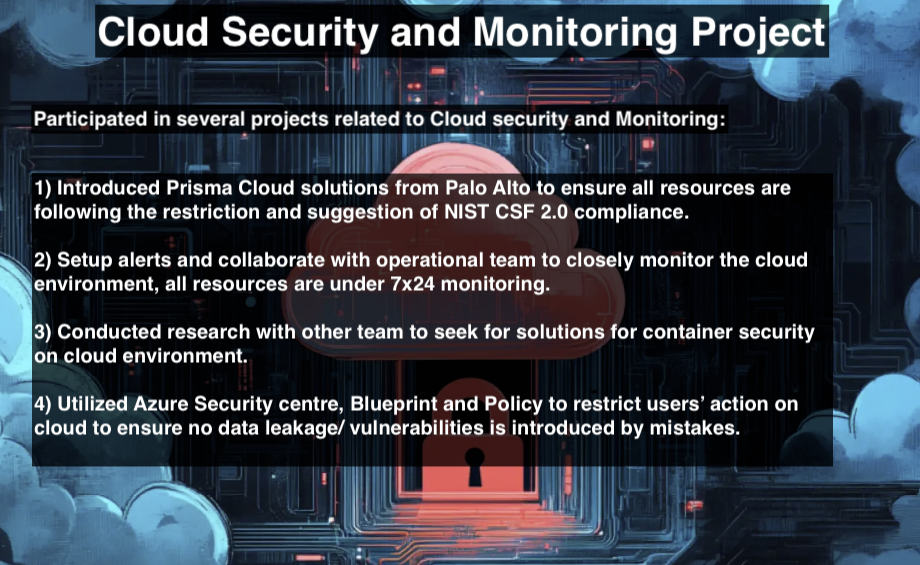 Cloud Security and Monitoring Project
Participated in several projects related to Cloud security and Monitoring:
1) Introduced Prisma Cloud solutions from Palo Alto to ensure all resources are
following the restriction and suggestion of NIST CSF 2.0 compliance.
2) Setup alerts and collaborate with operational team to closely monitor the cloud
environment, all resources are under 7x24 monitoring.
3) Conducted research with other team to seek for solutions for container security
on cloud environment.
4) Utilized Azure Security centre, Blueprint and Policy to restrict users’ action on
cloud to ensure no data leakage/ vulnerabilities is introduced by mistakes.